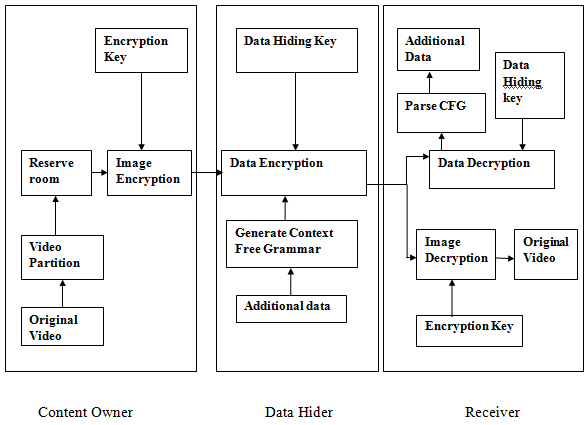 Encryption
Key
Reserve
room
Image
Encryption
Video
Partition
Original
Video
Data Hiding Key
Data Encryption
Generate Context
Free Grammar
Additional data
Additional
Data
Data
Hiding
key
Parse CFG
Data Decryption
Image
Decryption
Original
Video
Encryption Key
Content Owner
Data Hider
Receiver